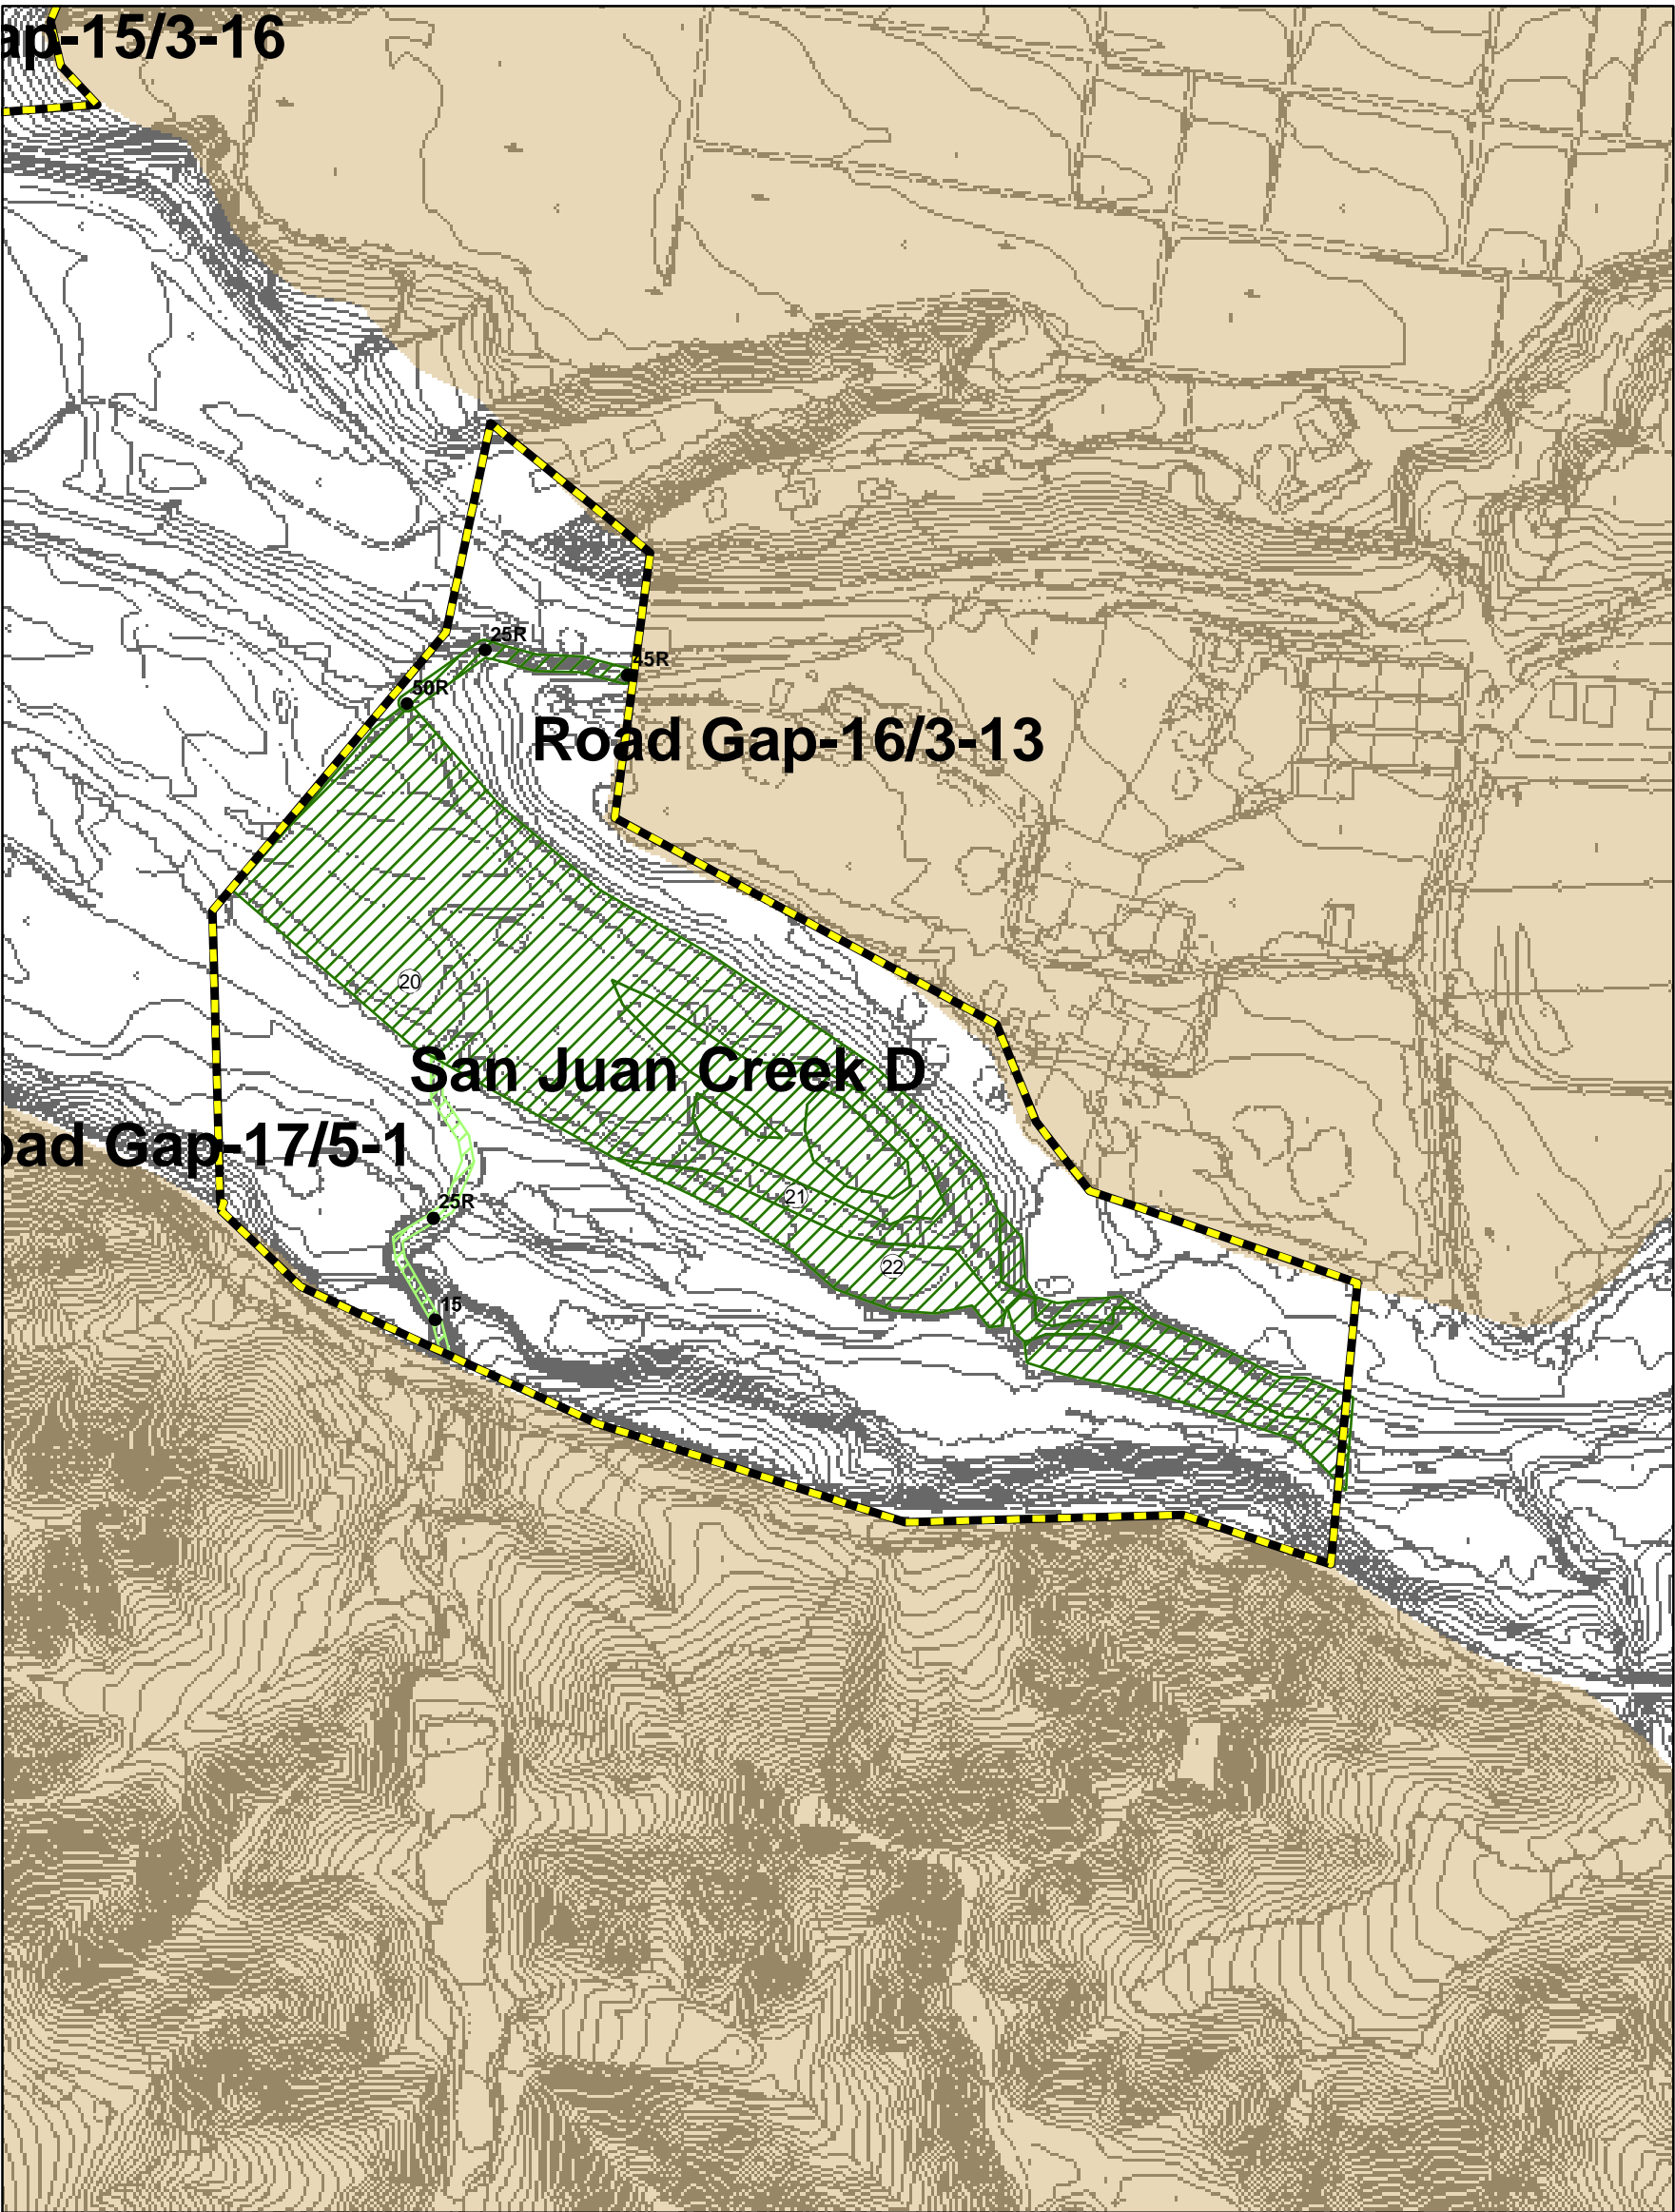 ap-15/3-16
25R
45R
50R
Road Gap-16/3-13
20
San Juan Creek D
oad Gap-17/5-1
21
25R
22
15